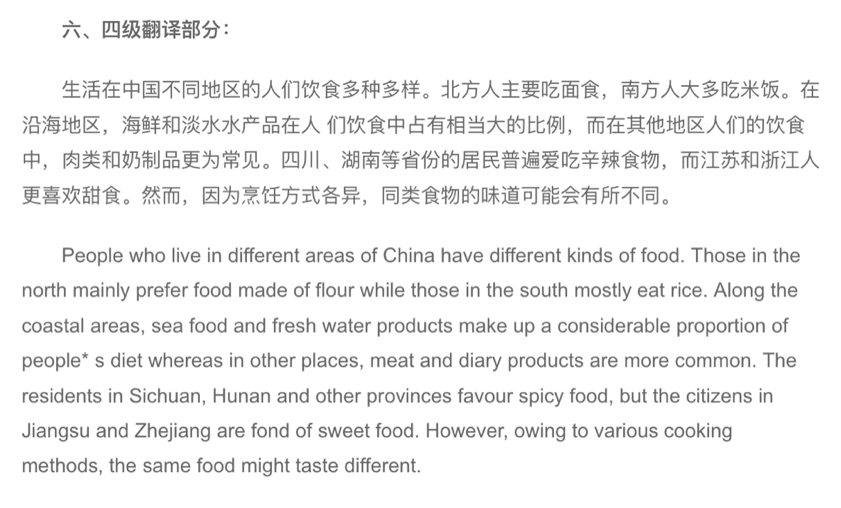 六、四级翻译部分：
生活在中国不同地区的人们饮食多种多样。北方人主要吃面食，南方人大多吃米饭。在
沿海地区，海鲜和淡水水产品在人 们饮食中占有相当大的比例，而在其他地区人们的饮食
中，肉类和奶制品更为常见。四川、湖南等省份的居民普遍爱吃辛辣食物，而江苏和浙江人
更喜欢甜食。然而，因为烹饪方式各异，同类食物的味道可能会有所不同。
People who live in different areas of China have different kinds of food. Those in the
north mainly prefer food made of flour while those in the south mostly eat rice. Along the
coastal areas, sea food and fresh water products make up a considerable proportion of
people* s diet whereas in other places, meat and diary products are more common. The
residents in Sichuan, Hunan and other provinces favour spicy food, but the citizens in
Jiangsu and Zhejiang are fond of sweet food. However, owing to various cooking
methods, the same food might taste different.